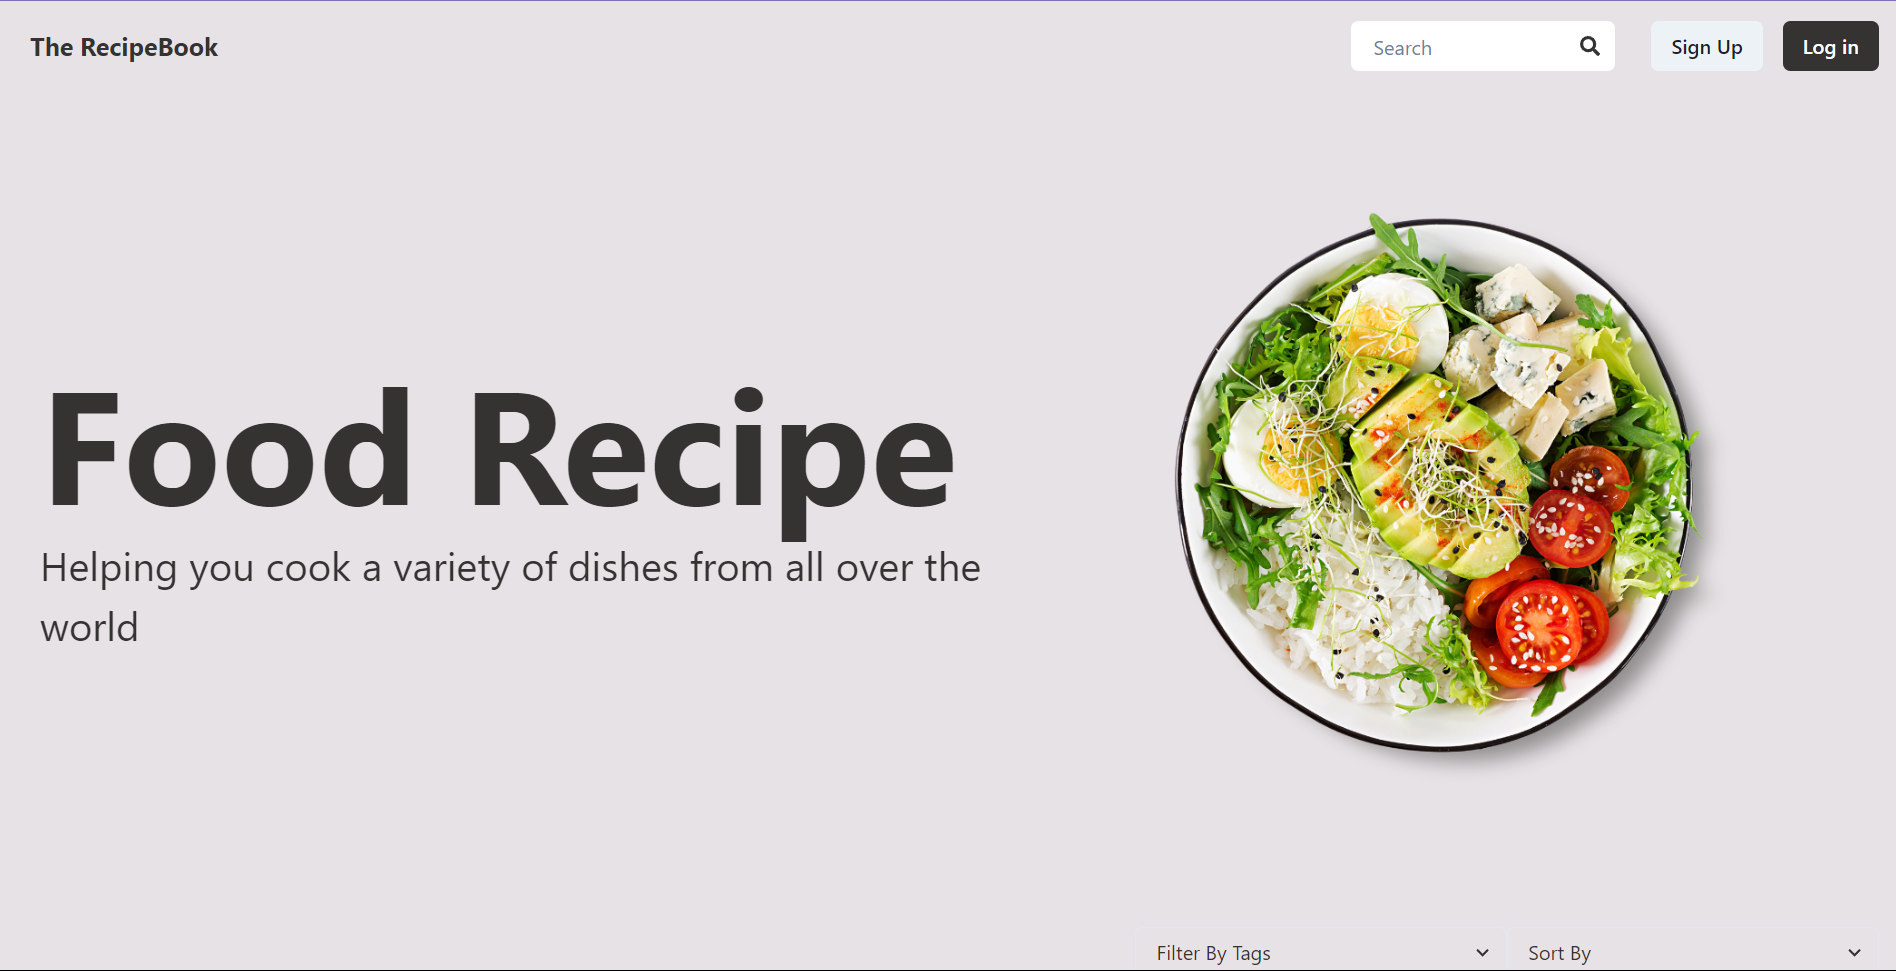 The RecipeBook
Search
Sign Up
Log in
Food Recipe
Helping you cook a variety of dishes from all over the
world
Filter By Tags
Sort By